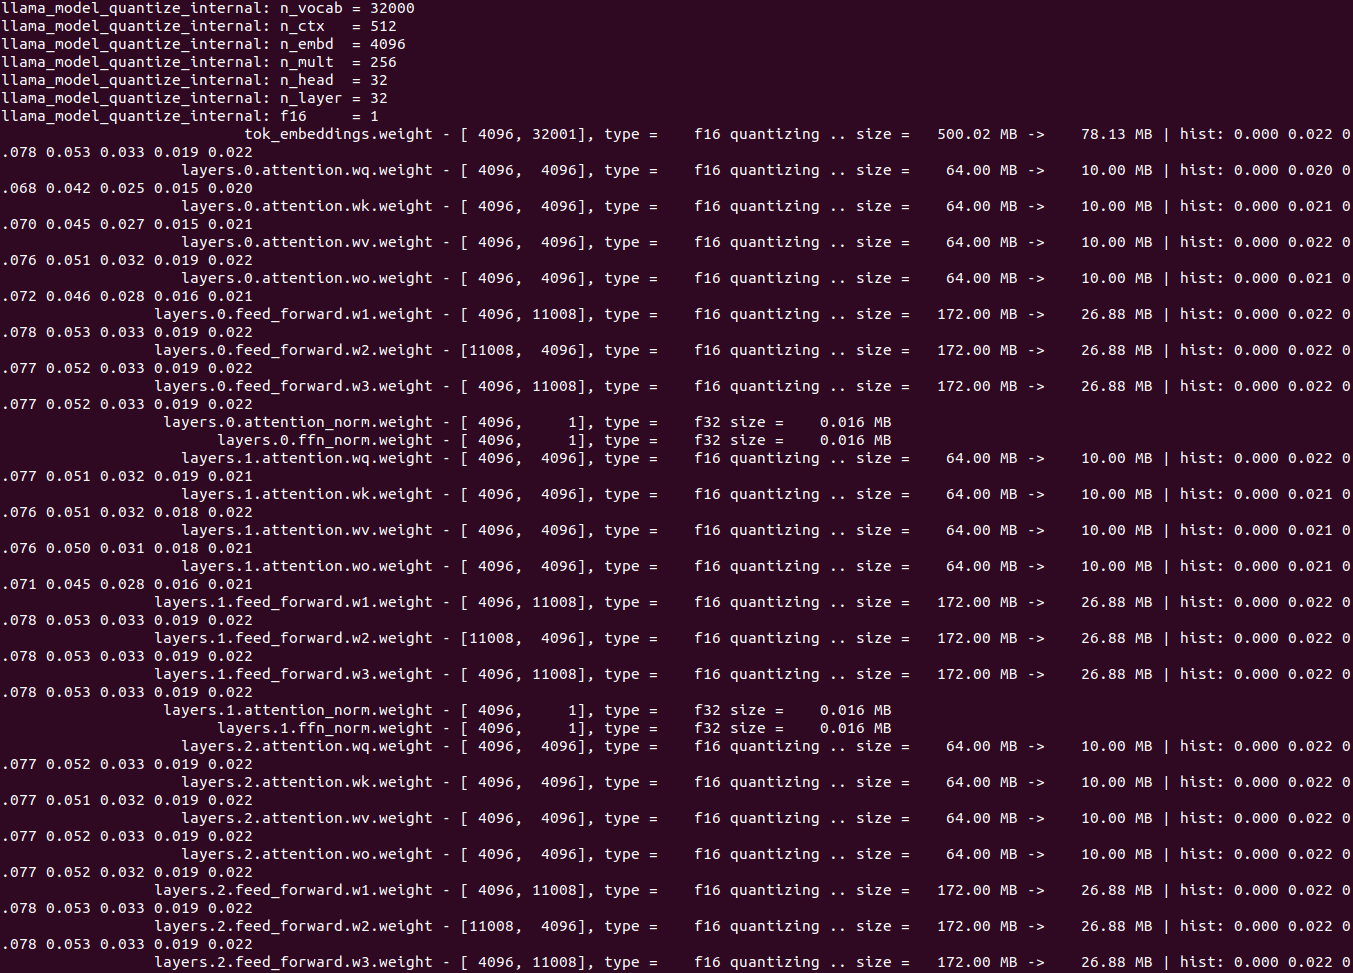 llama_model_quantize_internal: n_vocab = 32000
llama_model_quantize_internal: n_ctx   = 512
llama_model_quantize_internal: n_embd  = 4096
llama_model_quantize_internal: n_mult  = 256
llama_model_quantize_internal: n_head  = 32
llama_model_quantize_internal: n_layer = 32
llama_model_quantize_internal: f16     = 1
tok_embeddings.weight - [ 4096, 32001], type =    f16 quantizing .. size =   500.02 MB ->    78.13 MB | hist: 0.000 0.022 0
.078 0.053 0.033 0.019 0.022
layers.0.attention.wq.weight - [ 4096,  4096], type =    f16 quantizing .. size =    64.00 MB ->    10.00 MB | hist: 0.000 0.020 0
.068 0.042 0.025 0.015 0.020
layers.0.attention.wk.weight - [ 4096,  4096], type =    f16 quantizing .. size =    64.00 MB ->    10.00 MB | hist: 0.000 0.021 0
.070 0.045 0.027 0.015 0.021
layers.0.attention.wv.weight - [ 4096,  4096], type =    f16 quantizing .. size =    64.00 MB ->    10.00 MB | hist: 0.000 0.022 0
.076 0.051 0.032 0.019 0.022
layers.0.attention.wo.weight - [ 4096,  4096], type =    f16 quantizing .. size =    64.00 MB ->    10.00 MB | hist: 0.000 0.021 0
.072 0.046 0.028 0.016 0.021
layers.0.feed_forward.w1.weight - [ 4096, 11008], type =    f16 quantizing .. size =   172.00 MB ->    26.88 MB | hist: 0.000 0.022 0
.078 0.053 0.033 0.019 0.022
layers.0.feed_forward.w2.weight - [11008,  4096], type =    f16 quantizing .. size =   172.00 MB ->    26.88 MB | hist: 0.000 0.022 0
.077 0.052 0.033 0.019 0.022
layers.0.feed_forward.w3.weight - [ 4096, 11008], type =    f16 quantizing .. size =   172.00 MB ->    26.88 MB | hist: 0.000 0.022 0
.077 0.052 0.033 0.019 0.022
layers.0.attention_norm.weight - [ 4096,     1], type =    f32 size =    0.016 MB
layers.0.ffn_norm.weight - [ 4096,     1], type =    f32 size =    0.016 MB
layers.1.attention.wq.weight - [ 4096,  4096], type =    f16 quantizing .. size =    64.00 MB ->    10.00 MB | hist: 0.000 0.022 0
.077 0.051 0.032 0.019 0.021
layers.1.attention.wk.weight - [ 4096,  4096], type =    f16 quantizing .. size =    64.00 MB ->    10.00 MB | hist: 0.000 0.021 0
.076 0.051 0.032 0.018 0.022
layers.1.attention.wv.weight - [ 4096,  4096], type =    f16 quantizing .. size =    64.00 MB ->    10.00 MB | hist: 0.000 0.021 0
.076 0.050 0.031 0.018 0.021
layers.1.attention.wo.weight - [ 4096,  4096], type =    f16 quantizing .. size =    64.00 MB ->    10.00 MB | hist: 0.000 0.021 0
.071 0.045 0.028 0.016 0.021
layers.1.feed_forward.w1.weight - [ 4096, 11008], type =    f16 quantizing .. size =   172.00 MB ->    26.88 MB | hist: 0.000 0.022 0
.078 0.053 0.033 0.019 0.022
layers.1.feed_forward.w2.weight - [11008,  4096], type =    f16 quantizing .. size =   172.00 MB ->    26.88 MB | hist: 0.000 0.022 0
.078 0.053 0.033 0.019 0.022
layers.1.feed_forward.w3.weight - [ 4096, 11008], type =    f16 quantizing .. size =   172.00 MB ->    26.88 MB | hist: 0.000 0.022 0
.078 0.053 0.033 0.019 0.022
layers.1.attention_norm.weight - [ 4096,     1], type =    f32 size =    0.016 MB
layers.1.ffn_norm.weight - [ 4096,     1], type =    f32 size =    0.016 MB
layers.2.attention.wq.weight - [ 4096,  4096], type =    f16 quantizing .. size =    64.00 MB ->    10.00 MB | hist: 0.000 0.022 0
.077 0.052 0.033 0.019 0.022
layers.2.attention.wk.weight - [ 4096,  4096], type =    f16 quantizing .. size =    64.00 MB ->    10.00 MB | hist: 0.000 0.022 0
.077 0.051 0.032 0.019 0.022
layers.2.attention.wv.weight - [ 4096,  4096], type =    f16 quantizing .. size =    64.00 MB ->    10.00 MB | hist: 0.000 0.022 0
.077 0.052 0.033 0.019 0.022
layers.2.attention.wo.weight - [ 4096,  4096], type =    f16 quantizing .. size =    64.00 MB ->    10.00 MB | hist: 0.000 0.022 0
.077 0.052 0.032 0.019 0.022
layers.2.feed_forward.w1.weight - [ 4096, 11008], type =    f16 quantizing .. size =   172.00 MB ->    26.88 MB | hist: 0.000 0.022 0
.078 0.053 0.033 0.019 0.022
layers.2.feed_forward.w2.weight - [11008,  4096], type =    f16 quantizing .. size =   172.00 MB ->    26.88 MB | hist: 0.000 0.022 0
.078 0.053 0.033 0.019 0.022
layers.2.feed_forward.w3.weight - [ 4096, 11008], type =    f16 quantizing .. size =   172.00 MB ->    26.88 MB | hist: 0.000 0.022 0